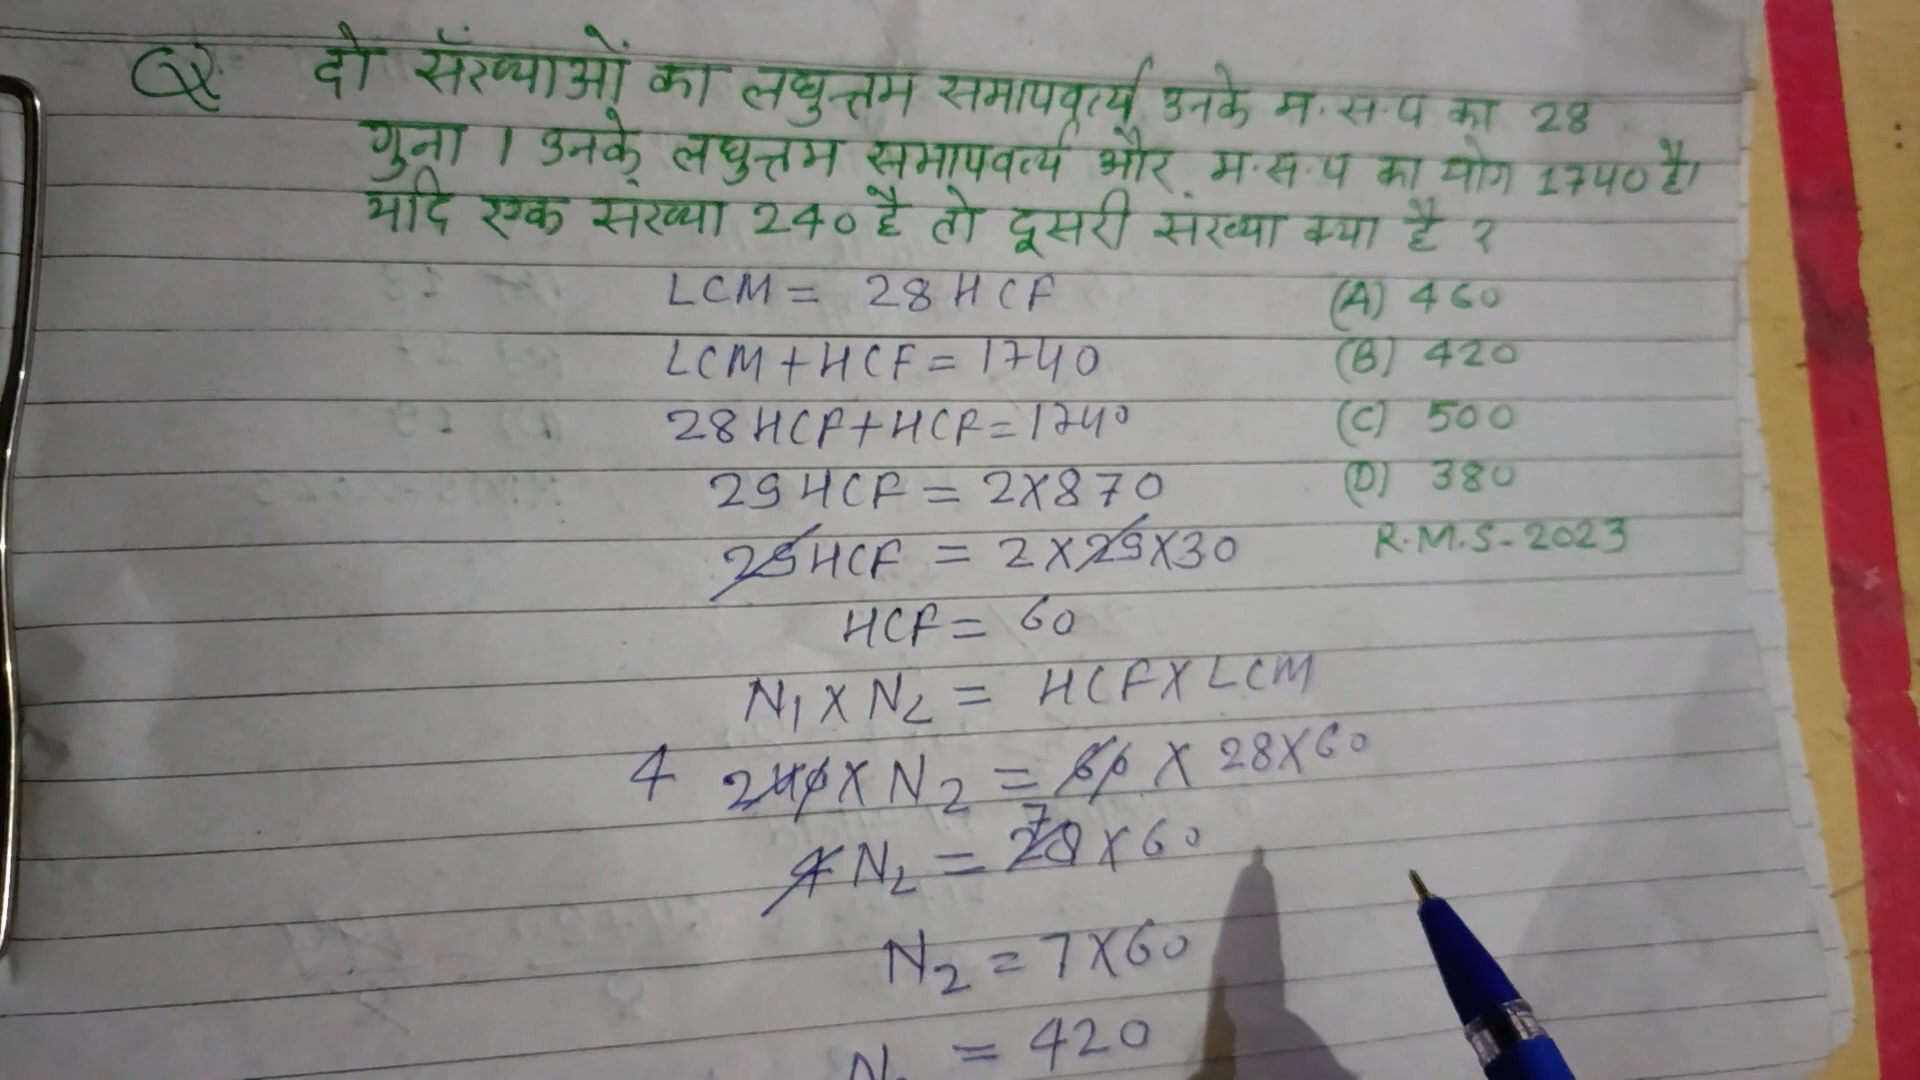 Q. दो संख्याओं का लघुत्तम समापवर्त्य उनके म.स.प का 28
गुना । उनके लघुत्तम समापवर्त्य और म.स.प का योग 1740 है।
यदि एक संख्या 240 है तो दूसरी संख्या क्या है ?
LCM = 28 HCF
(A) 460
LCM + HCF = 1740
(B) 420
28 HCF + HCF = 1740
(C) 500
29 HCF = 2×870
(D) 380
29 HCF = 2×29×30
R.M.S-2023
HCF = 60
N₁ × N₂ = HCF × LCM
4 240 × N₂ = 60 × 28×60
7
4 N₂ = 28 × 60
N₂ = 7×60
N₂ = 420